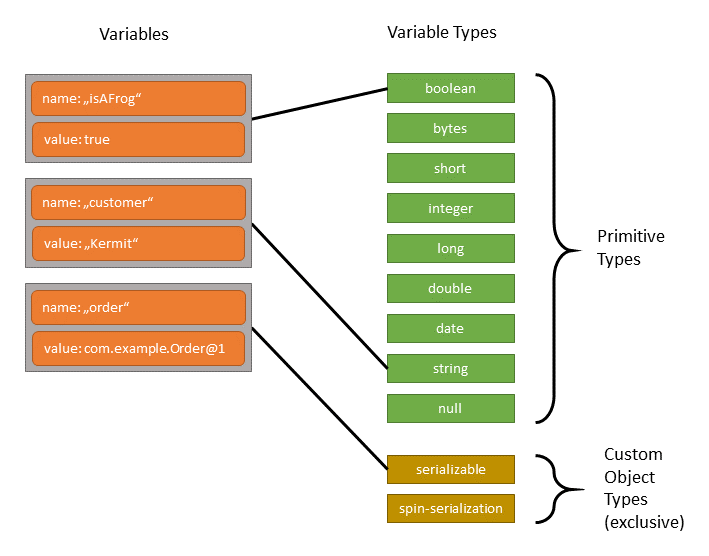 Variables
name: „isAFrog“
value: true
name: „customer“
value: „Kermit“
name: „order“
value: com.example.Order@1
Variable Types
boolean
bytes
short
integer
long
double
date
string
null
serializable
spin-serialization
Primitive
Types
Custom
Object
Types
(exclusive)